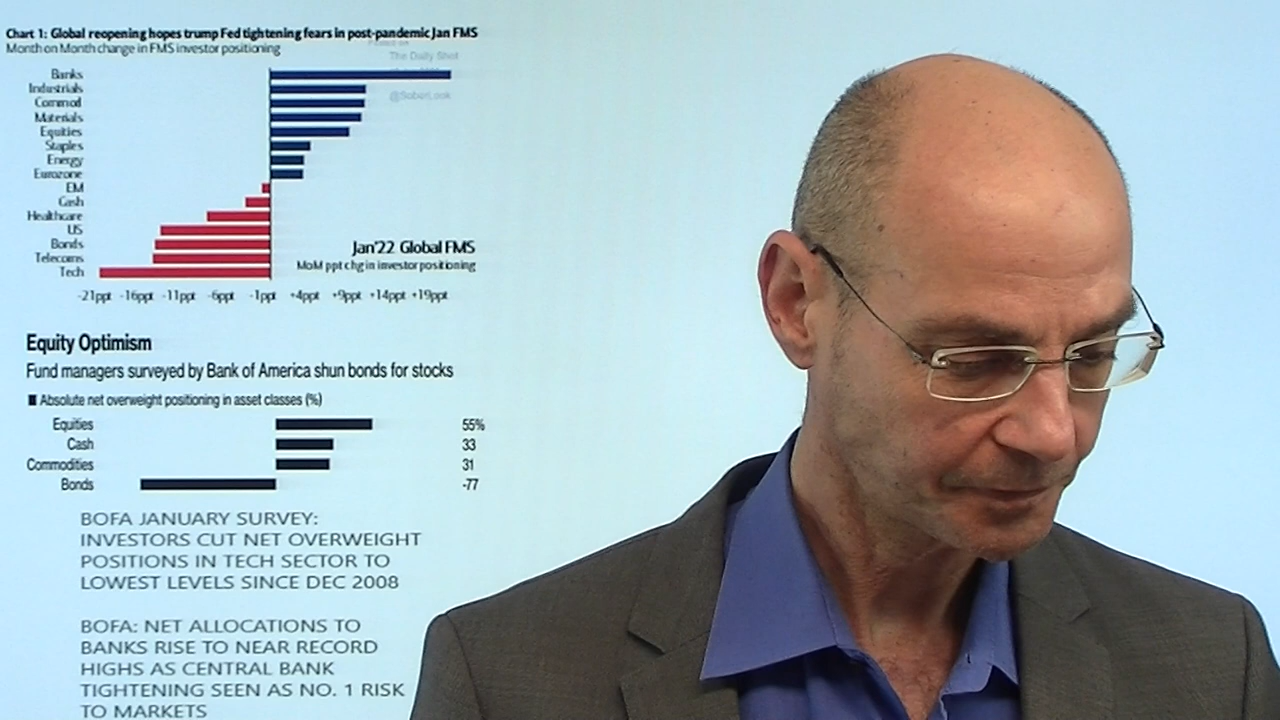 Chart 1: Global reopening hopes trump Fed tightening fears in post-pandemic Jan FMS
Month on Month change in FMS investor positioning
Posted on
The Daily Shot
@SoberLook
Banks
Industrials
Commod
Materials
Equities
Staples
Energy
Eurozone
EM
Cash
Healthcare
US
Bonds
Telecoms
Tech
Jan'22 Global FMS
MoM ppt chg in investor positioning
-21ppt -16ppt -11ppt -6ppt -1ppt +4ppt +9ppt +14ppt +19ppt
Equity Optimism
Fund managers surveyed by Bank of America shun bonds for stocks
Absolute net overweight positioning in asset classes (%)
Equities 55%
Cash 33
Commodities 31
Bonds -77
BOFA JANUARY SURVEY:
INVESTORS CUT NET OVERWEIGHT
POSITIONS IN TECH SECTOR TO
LOWEST LEVELS SINCE DEC 2008
BOFA: NET ALLOCATIONS TO
BANKS RISE TO NEAR RECORD
HIGHS AS CENTRAL BANK
TIGHTENING SEEN AS NO. 1 RISK
TO MARKETS